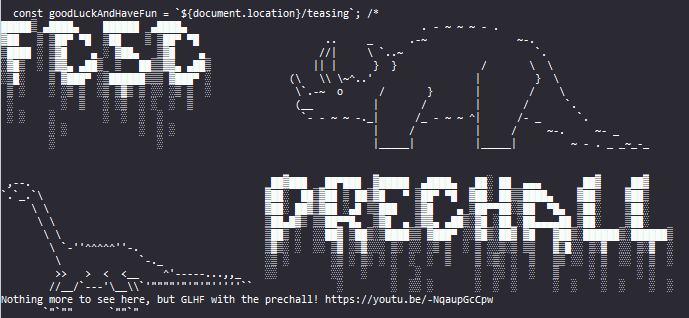 const goodLuckAndHaveFun = `${document.location}/teasing`; /*
FCSC
PRECHALL
Nothing more to see here, but GLHF with the prechall! https://youtu.be/-NqaupGcCpw